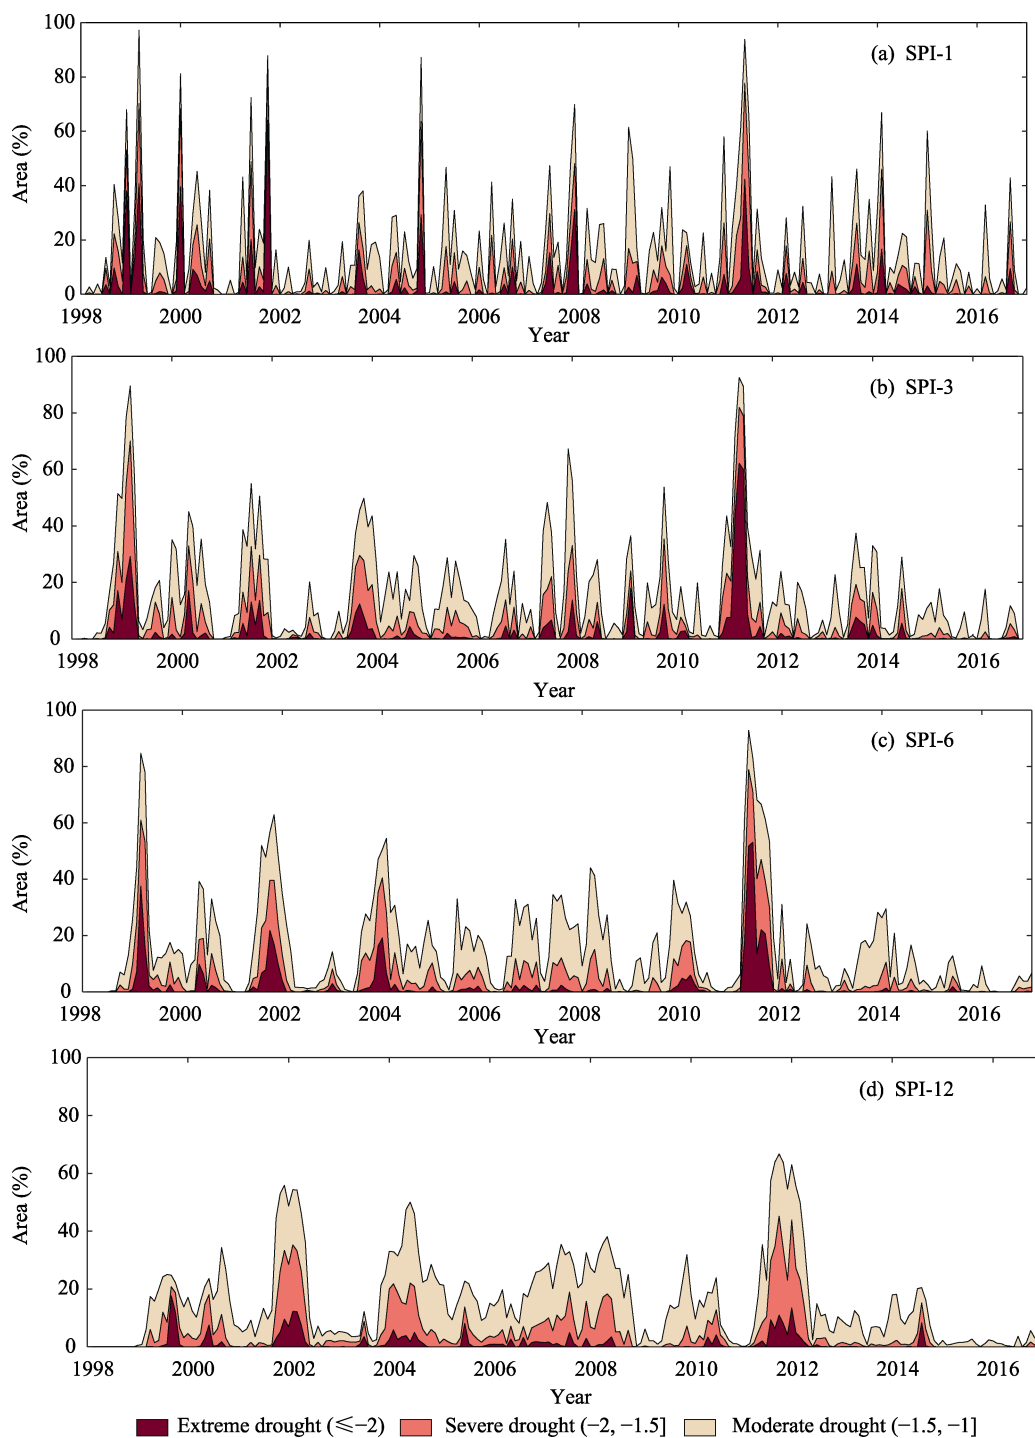 100
80
60
40
20
0
Area (%)
(a) SPI-1
1998 2000 2002 2004 2006 2008 2010 2012 2014 2016
Year
100
80
60
40
20
0
Area (%)
(b) SPI-3
1998 2000 2002 2004 2006 2008 2010 2012 2014 2016
Year
100
80
60
40
20
0
Area (%)
(c) SPI-6
1998 2000 2002 2004 2006 2008 2010 2012 2014 2016
Year
100
80
60
40
20
0
Area (%)
(d) SPI-12
1998 2000 2002 2004 2006 2008 2010 2012 2014 2016
Year
Extreme drought (≤−2) Severe drought (−2, −1.5] Moderate drought (−1.5, −1]